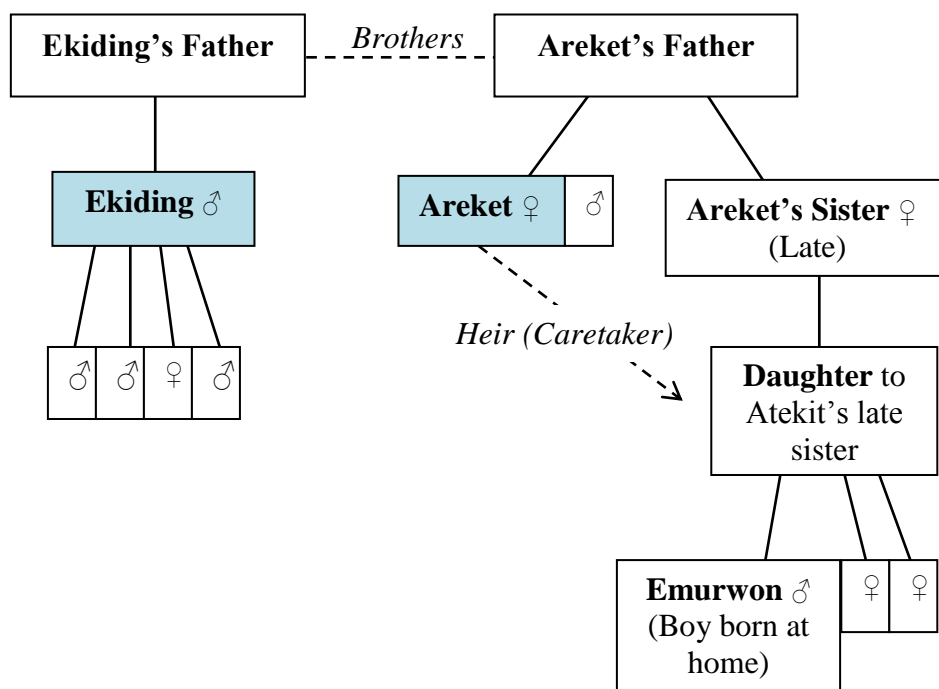 Ekiding’s Father
Brothers
Areket’s Father
Ekiding ♂
Areket ♀
♂
Areket’s Sister ♀
(Late)
Heir (Caretaker)
♂ ♂ ♀ ♂
Daughter to
Atekit’s late
sister
Emurwon ♂
(Boy born at
home)
♀ ♀